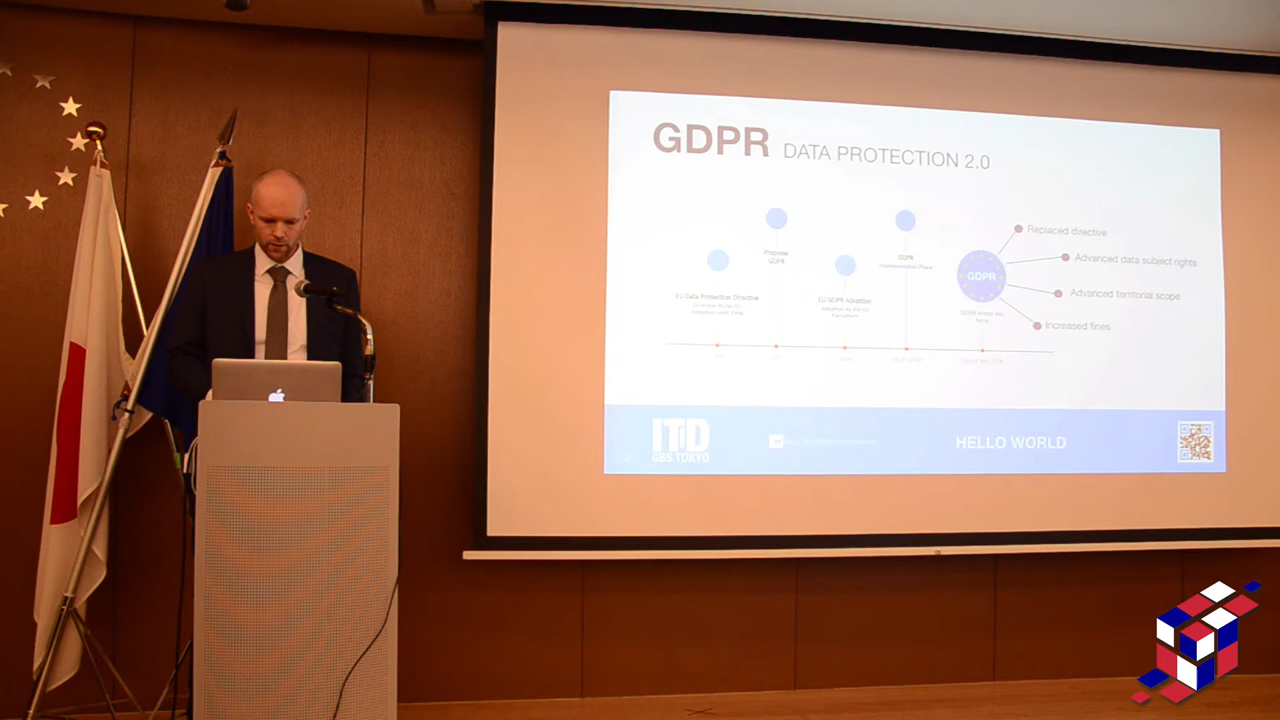 GDPR DATA PROTECTION 2.0
Proposal
GDPR
GDPR
Implementation Phase
EU Data Protection Directive
EU GDPR Adoption
GDPR
Replaced directive
Advanced data subject rights
Advanced territorial scope
Increased fines
ITiD
GBS TOKYO
HELLO WORLD